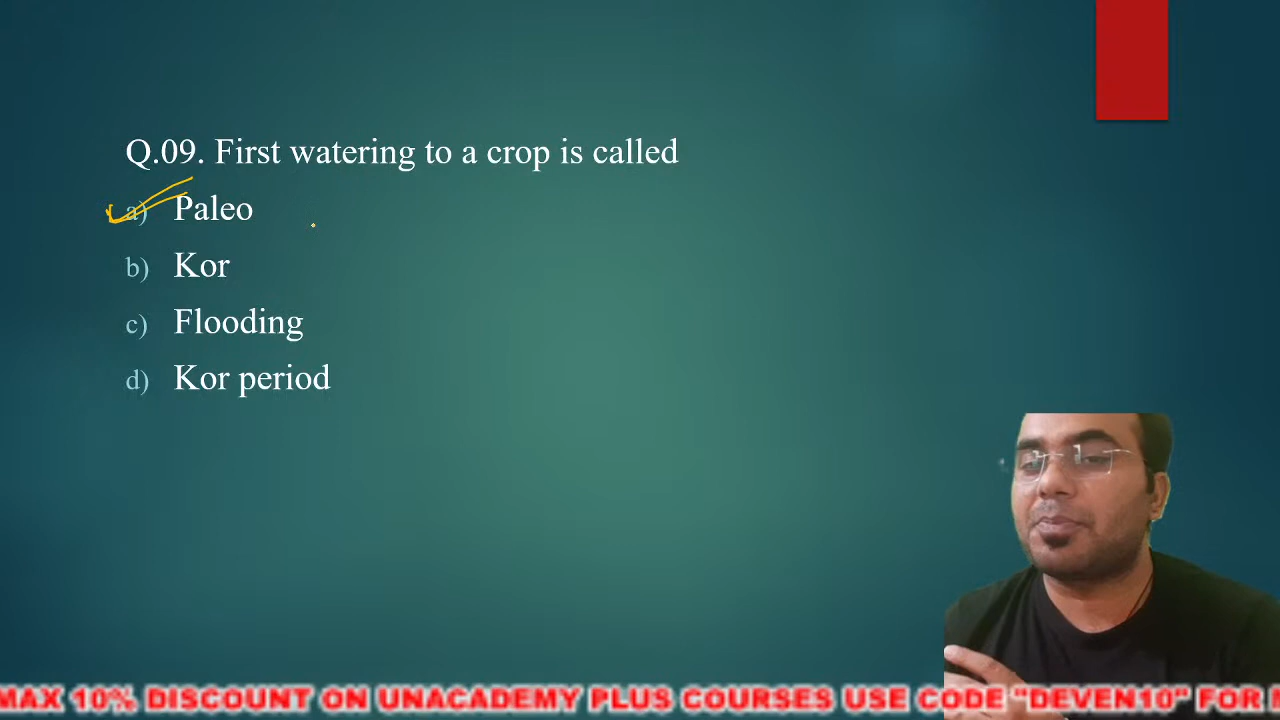 Q.09. First watering to a crop is called
a) Paleo
b) Kor
c) Flooding
d) Kor period
MAX 10% DISCOUNT ON UNACADEMY PLUS COURSES USE CODE "DEVEN10" FOR